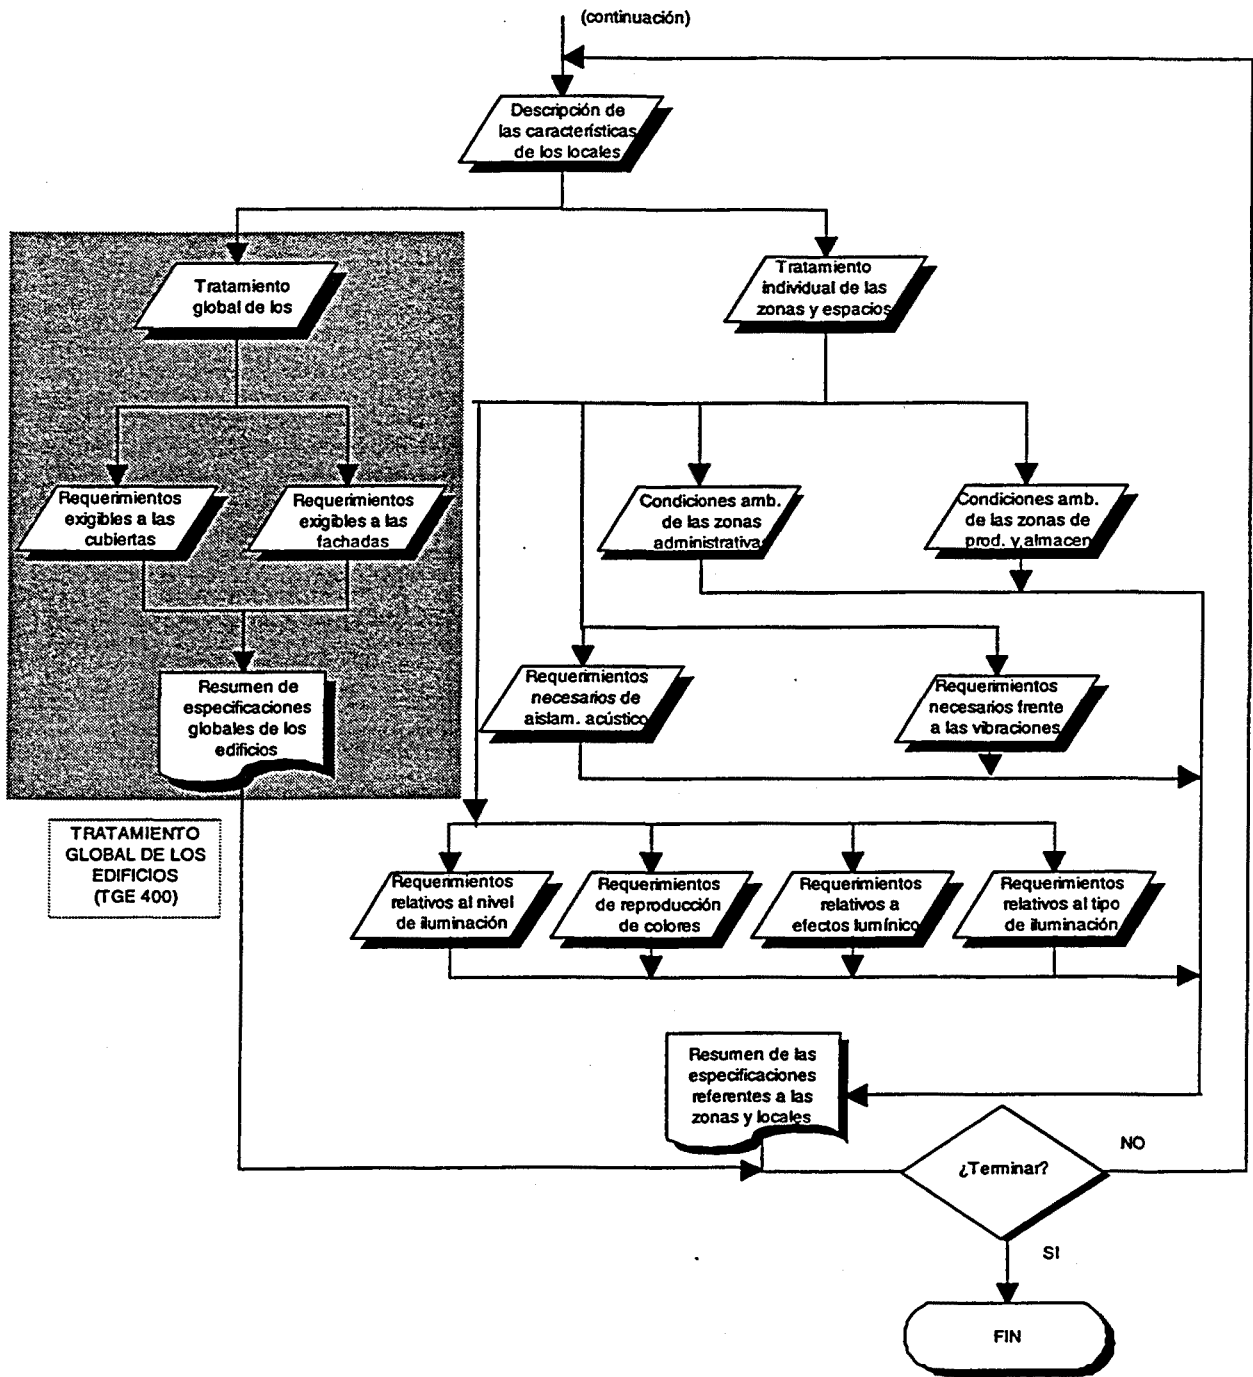 (continuación)
Descripción de
las características
de los locales
Tratamiento
global de los
Tratamiento
individual de las
zonas y espacios
Requerimientos
exigibles a las
cubiertas
Requerimientos
exigibles a las
fachadas
Condiciones amb.
de las zonas
administrativas
Condiciones amb.
de las zonas de
prod. y almacen
Resumen de
especificaciones
globales de los
edificios
Requerimientos
necesarios de
aislam. acústico
Requerimientos
necesarios frente
a las vibraciones
TRATAMIENTO
GLOBAL DE LOS
EDIFICIOS
(TGE 400)
Requerimientos
relativos al nivel
de iluminación
Requerimientos
de reproducción
de colores
Requerimientos
relativos a
efectos lumínico
Requerimientos
relativos al tipo
de iluminación
Resumen de las
especificaciones
referentes a las
zonas y locales
¿Terminar?
NO
SI
FIN